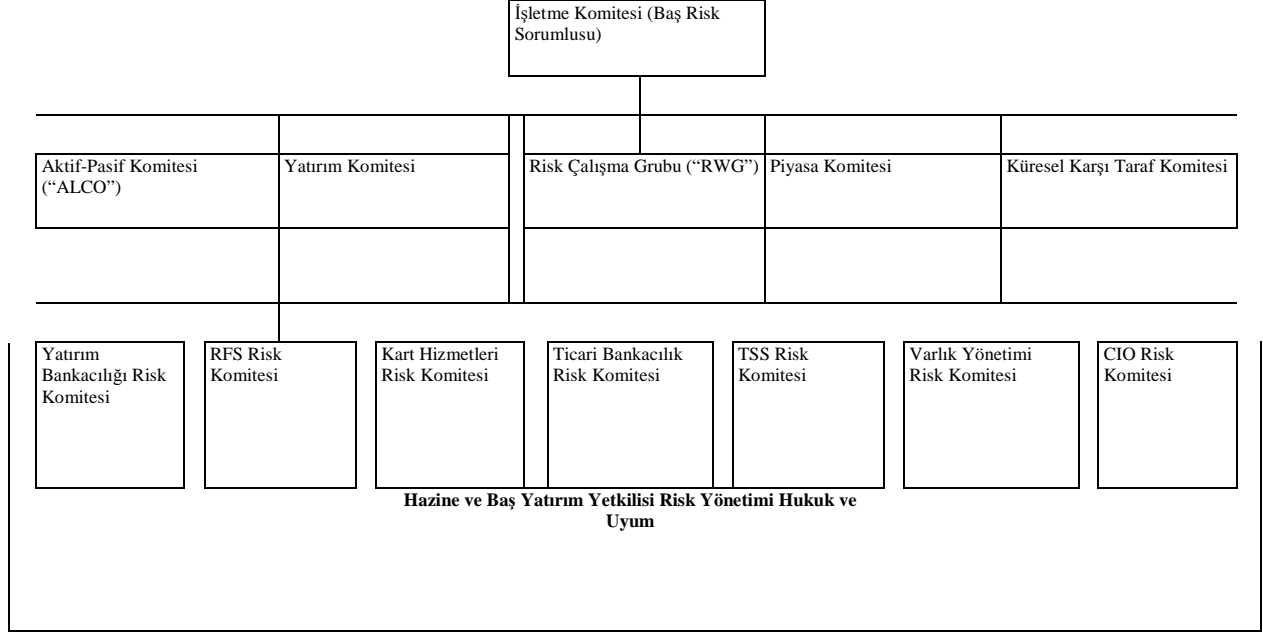 İşletme Komitesi (Baş Risk
Sorumlusu)
Aktif-Pasif Komitesi
(“ALCO”)
Yatırım Komitesi
Risk Çalışma Grubu (“RWG”)
Piyasa Komitesi
Küresel Karşı Taraf Komitesi
Yatırım
Bankacılığı Risk
Komitesi
RFS Risk
Komitesi
Kart Hizmetleri
Risk Komitesi
Ticari Bankacılık
Risk Komitesi
TSS Risk
Komitesi
Varlık Yönetimi
Risk Komitesi
CIO Risk
Komitesi
Hazine ve Baş Yatırım Yetkilisi Risk Yönetimi Hukuk ve
Uyum